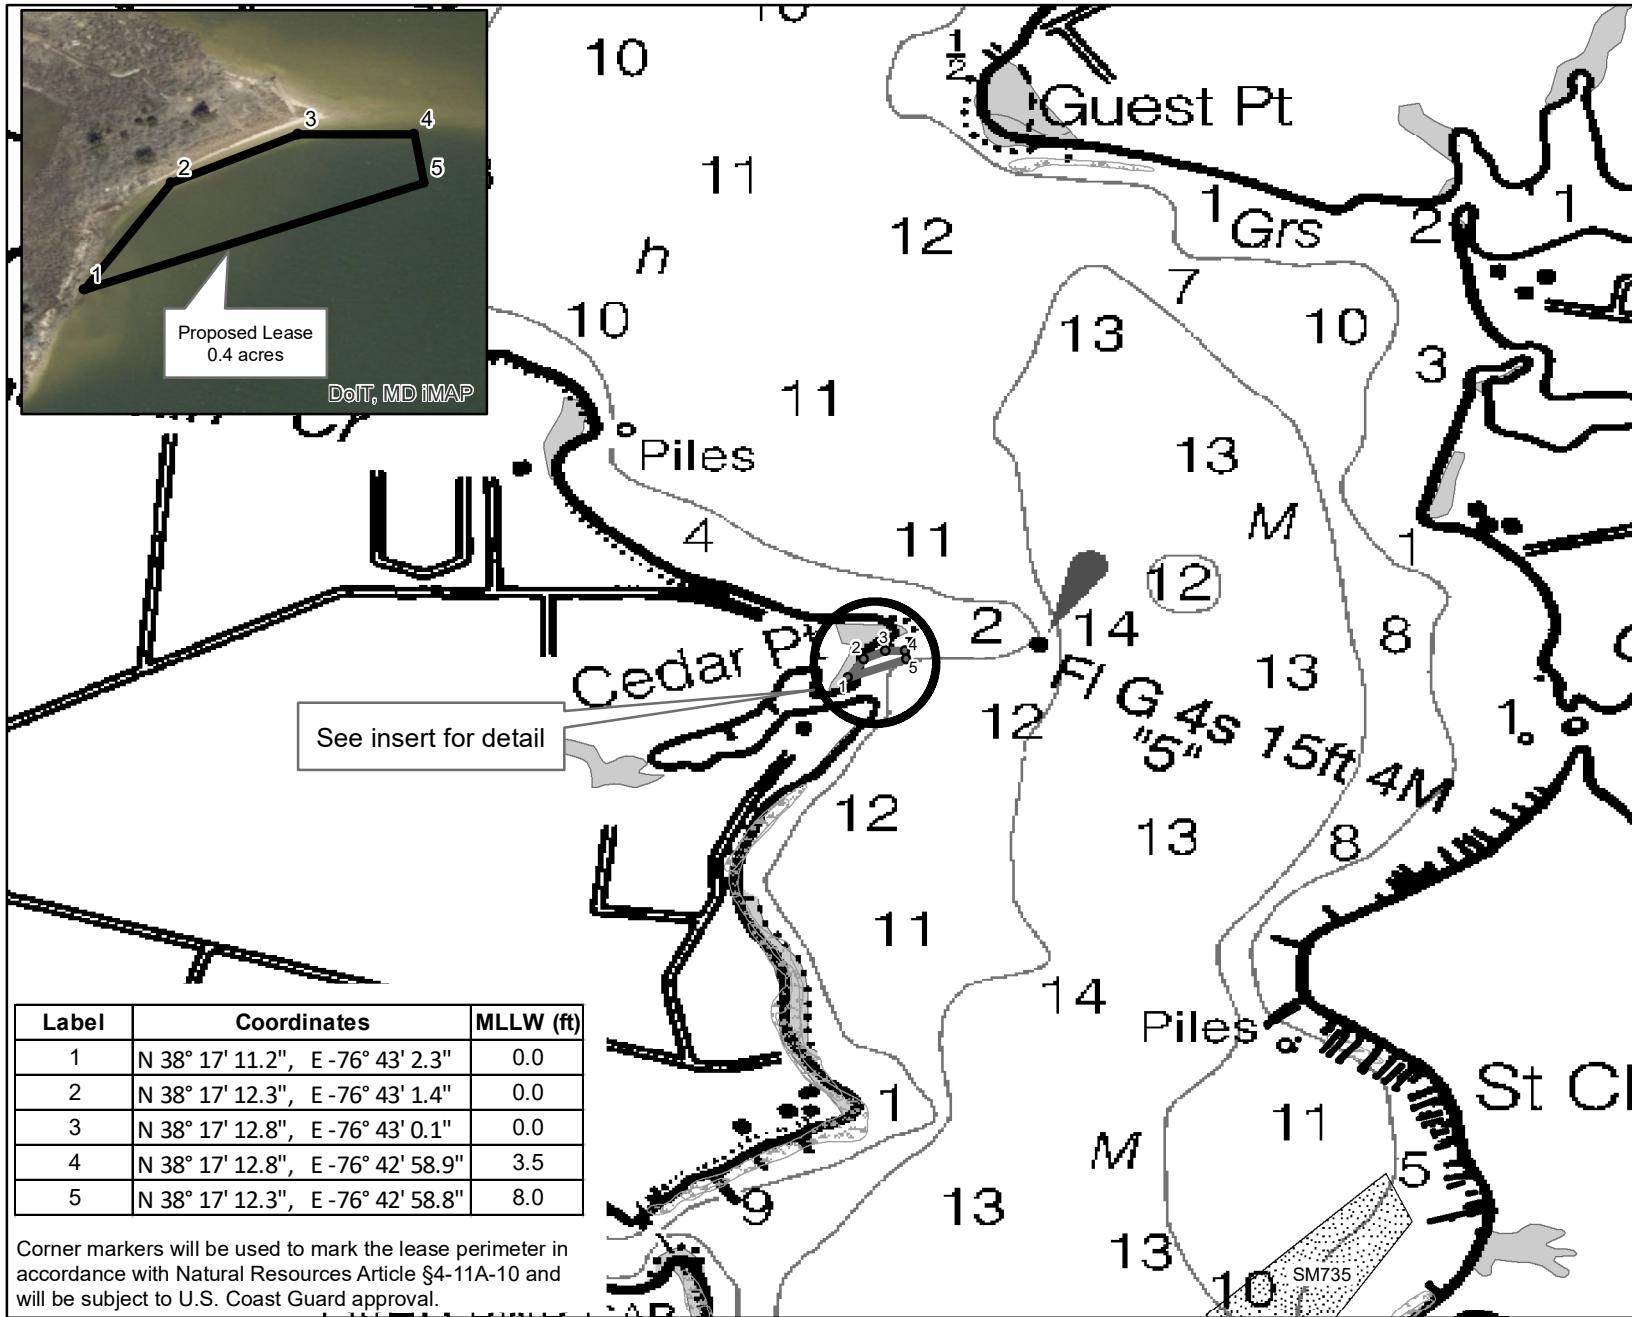 10
1
2
Guest Pt
3
4
2
5
1
Proposed Lease
0.4 acres
DoIT, MD iMAP
11
12
h
1
Grs
2
1
7
10
13
10
3
11
Piles
13
4
11
M
12
1
2
14
8
Cedar Pt
2
3
4
5
1
13
Fl G 4s 15ft 4M
"5"
12
1
See insert for detail
12
13
8
11
14
Piles
St Cl
Label Coordinates MLLW (ft)
1 N 38° 17' 11.2", E -76° 43' 2.3" 0.0
2 N 38° 17' 12.3", E -76° 43' 1.4" 0.0
3 N 38° 17' 12.8", E -76° 43' 0.1" 0.0
4 N 38° 17' 12.8", E -76° 42' 58.9" 3.5
5 N 38° 17' 12.3", E -76° 42' 58.8" 8.0
1
11
M
5
9
13
13
10
SM735
Corner markers will be used to mark the lease perimeter in
accordance with Natural Resources Article §4-11A-10 and
will be subject to U.S. Coast Guard approval.